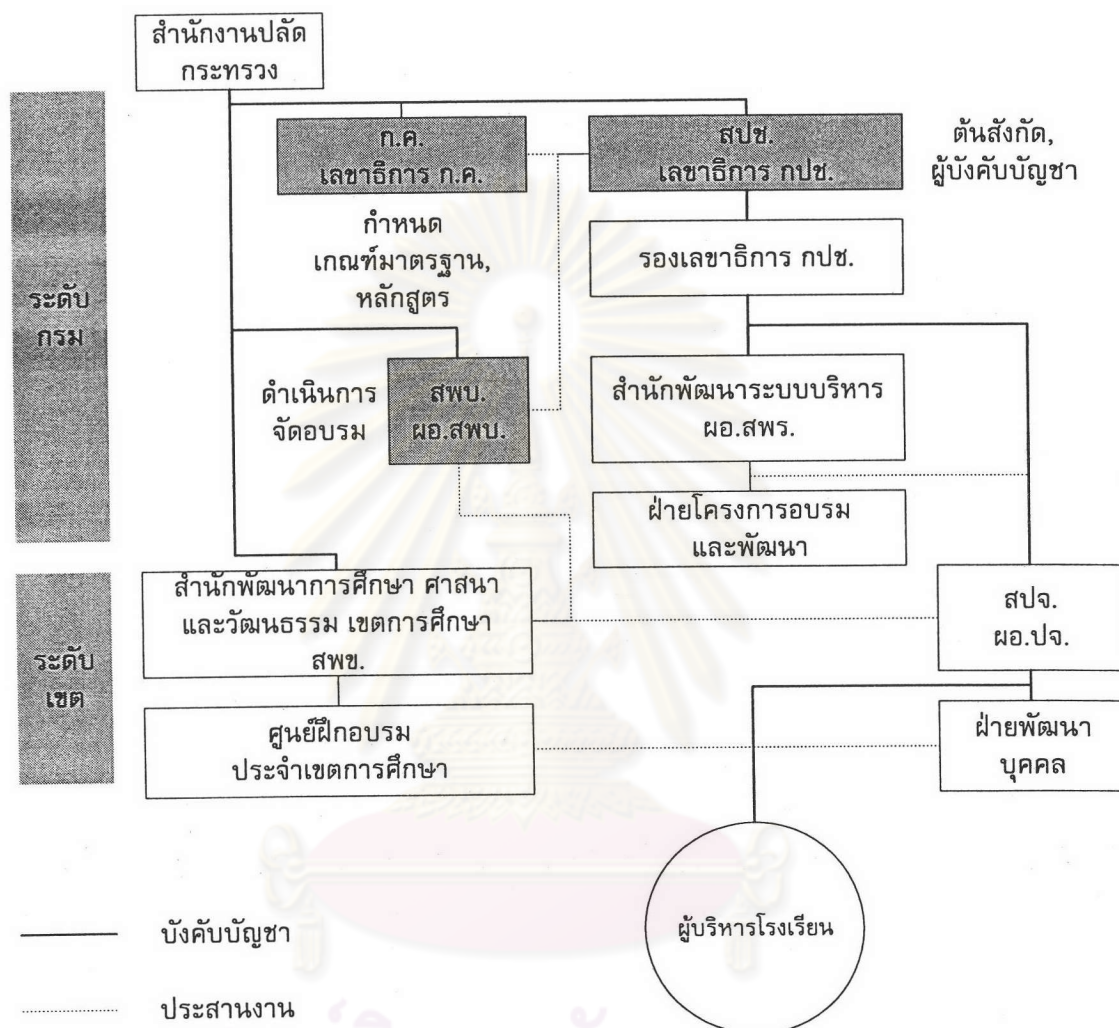 สำนักงานปลัด
กระทรวง
ก.ค.
เลขาธิการ ก.ค.
สปช.
เลขาธิการ กปช.
ต้นสังกัด,
ผู้บังคับบัญชา
กำหนด
เกณฑ์มาตรฐาน,
หลักสูตร
รองเลขาธิการ กปช.
ระดับ
กรม
ดำเนินการ
จัดอบรม
สพบ.
ผอ.สพบ.
สำนักพัฒนาระบบบริหาร
ผอ.สพร.
ฝ่ายโครงการอบรม
และพัฒนา
ระดับ
เขต
สำนักพัฒนาการศึกษา ศาสนา
และวัฒนธรรม เขตการศึกษา
สพข.
สปจ.
ผอ.ปจ.
ศูนย์ฝึกอบรม
ประจำเขตการศึกษา
ฝ่ายพัฒนา
บุคคล
ผู้บริหารโรงเรียน
บังคับบัญชา
ประสานงาน